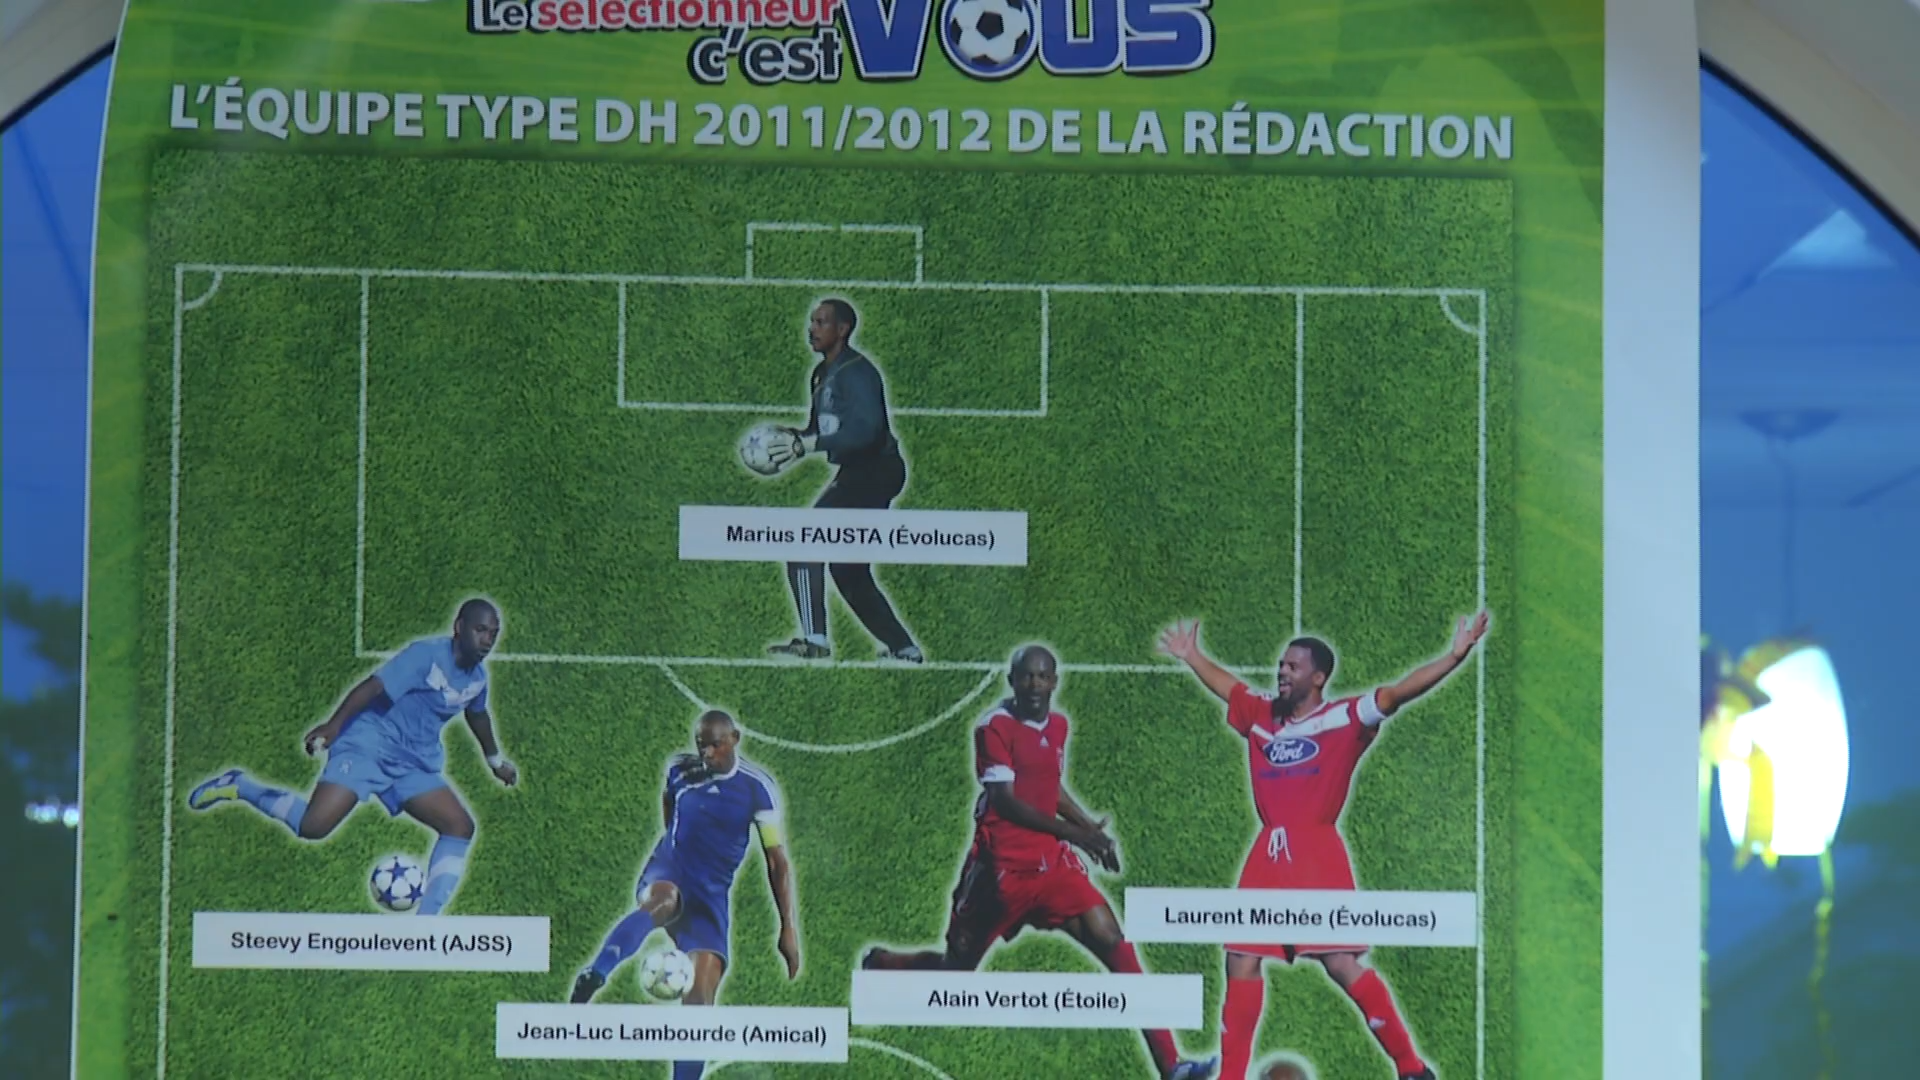 Le sélectionneur
c'est VOUS
L'ÉQUIPE TYPE DH 2011/2012 DE LA RÉDACTION
Marius FAUSTA (Évolucas)
Ford
Laurent Michée (Évolucas)
Steevy Engoulevent (AJSS)
Alain Vertot (Étoile)
Jean-Luc Lambourde (Amical)